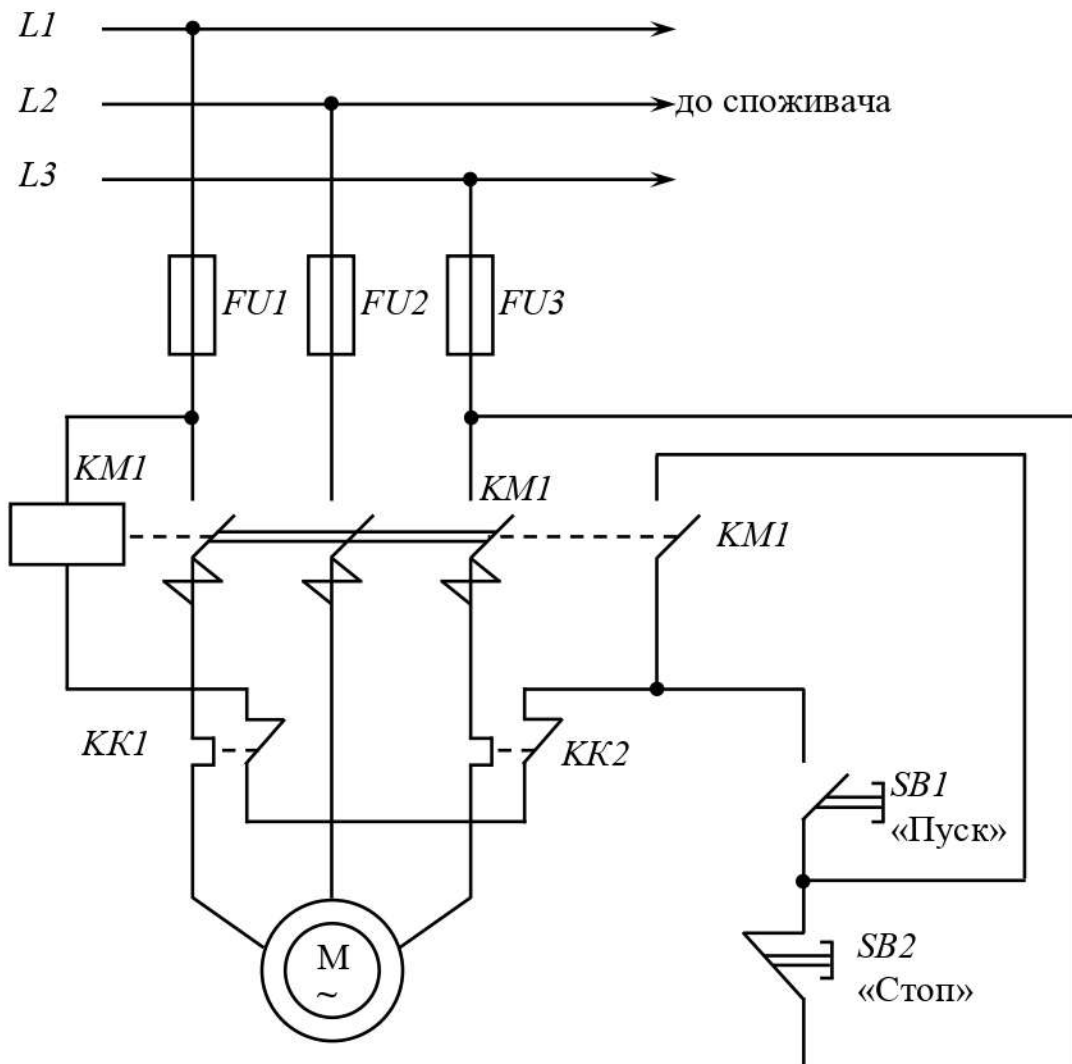 L1
L2
до споживача
L3
FU1
FU2
FU3
KM1
KM1
KM1
KK1
KK2
SB1
«Пуск»
M
~
SB2
«Стоп»